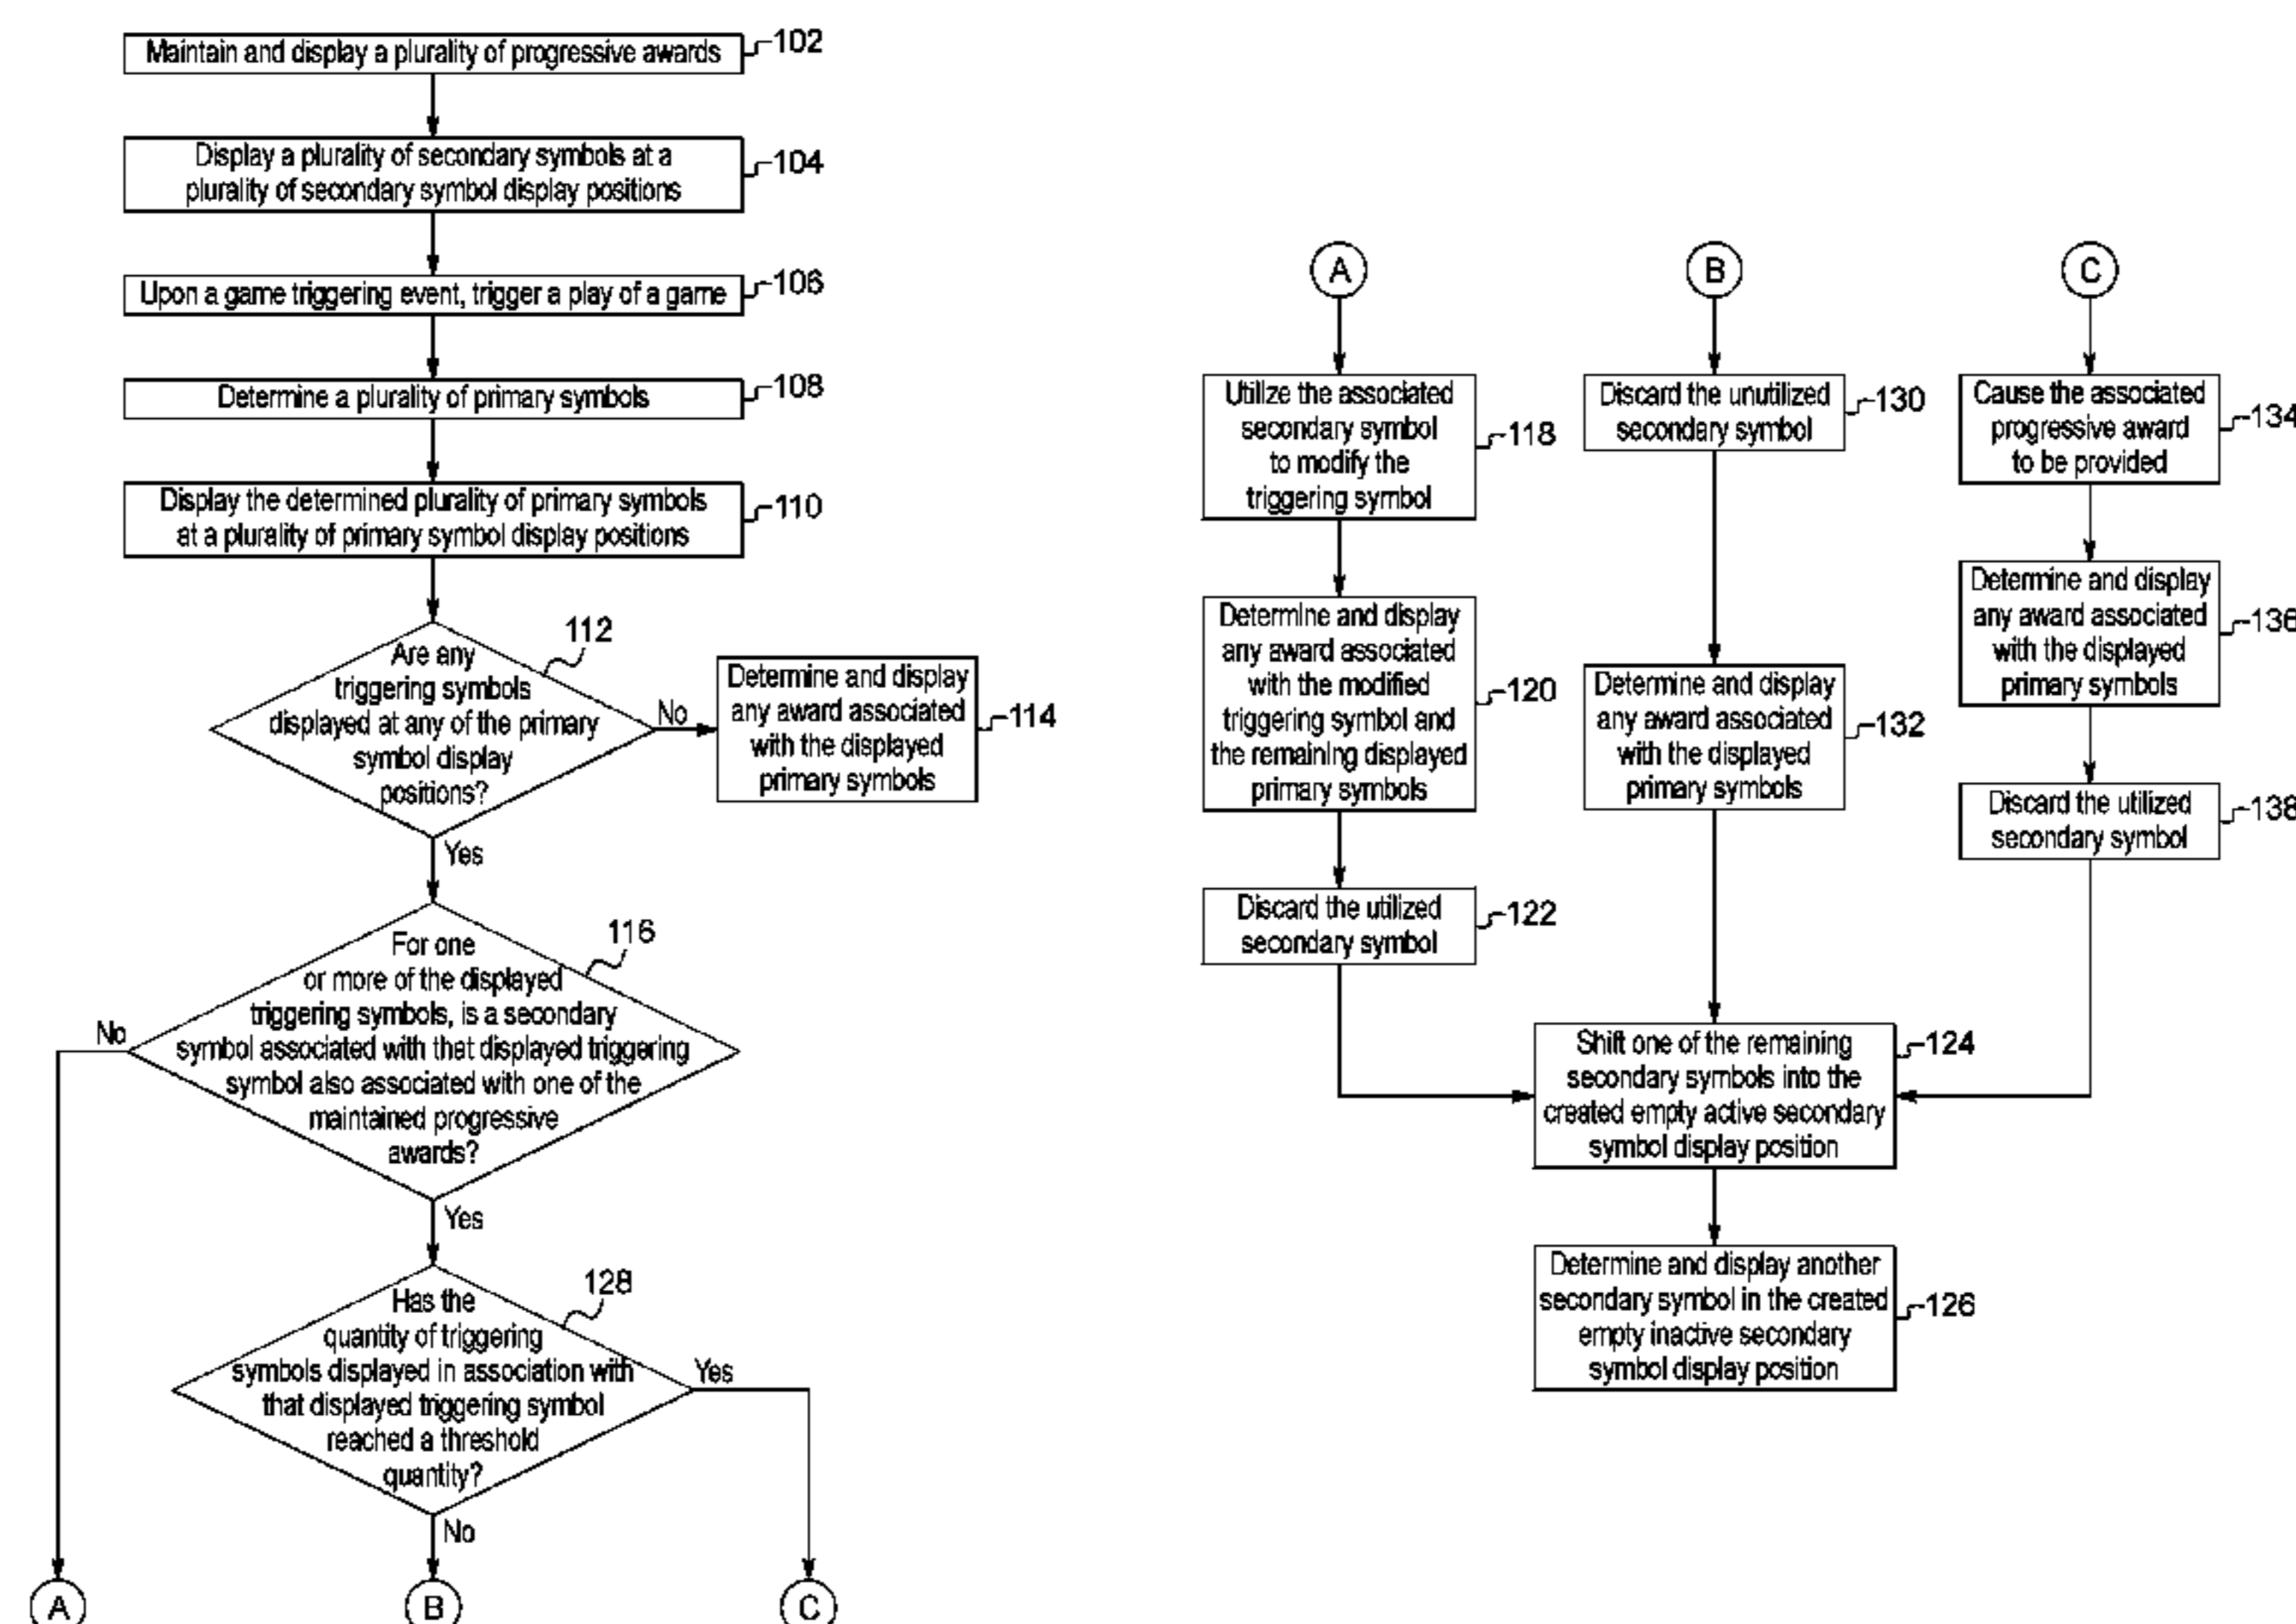 Maintain and display a plurality of progressive awards
102
Display a plurality of secondary symbols at a
plurality of secondary symbol display positions
104
Upon a game triggering event, trigger a play of a game
106
Determine a plurality of primary symbols
108
Display the determined plurality of primary symbols
at a plurality of primary symbol display positions
110
Are any
triggering symbols
displayed at any of the primary
symbol display
positions?
112
No
Determine and display
any award associated
with the displayed
primary symbols
114
Yes
For one
or more of the displayed
triggering symbols, is a secondary
symbol associated with that displayed triggering
symbol also associated with one of the
maintained progressive
awards?
116
No
Yes
Has the
quantity of triggering
symbols displayed in association with
that displayed triggering symbol
reached a threshold
quantity?
128
Yes
No
A
B
C
A
Utilize the associated
secondary symbol
to modify the
triggering symbol
118
Determine and display
any award associated
with the modified
triggering symbol and
the remaining displayed
primary symbols
120
Discard the utilized
secondary symbol
122
B
Discard the unutilized
secondary symbol
130
Determine and display
any award associated
with the displayed
primary symbols
132
C
Cause the associated
progressive award
to be provided
134
Determine and display
any award associated
with the displayed
primary symbols
136
Discard the utilized
secondary symbol
138
Shift one of the remaining
secondary symbols into the
created empty active secondary
symbol display position
124
Determine and display another
secondary symbol in the created
empty inactive secondary
symbol display position
126